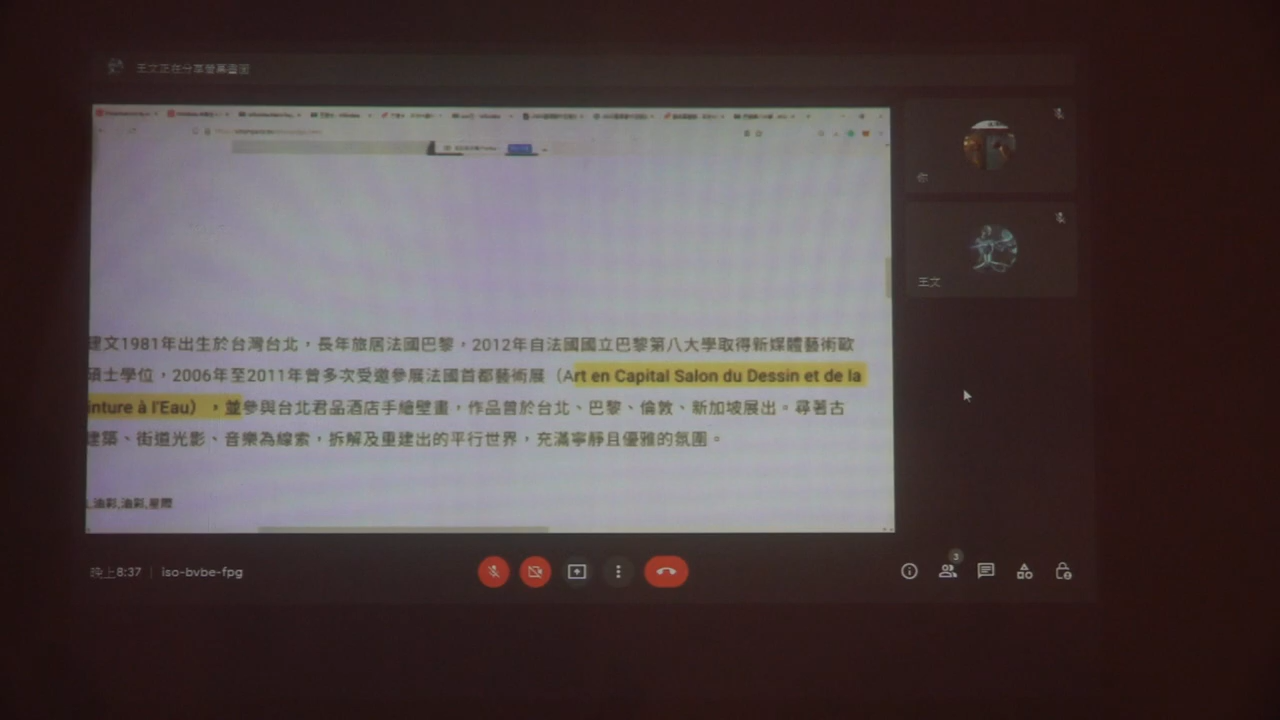 王文正在分享螢幕畫面
建文1981年出生於台灣台北，長年旅居法國巴黎，2012年自法國國立巴黎第八大學取得新媒體藝術歐
碩士學位，2006年至2011年曾多次受邀參展法國首都藝術展（Art en Capital Salon du Dessin et de la
inture à l'Eau），並參與台北君品酒店手繪壁畫，作品曾於台北、巴黎、倫敦、新加坡展出。尋著古
建築、街道光影、音樂為線索，拆解及重建出的平行世界，充滿寧靜且優雅的氛圍。
,油彩,油彩,星際
你
王文
晚上8:37 | iso-bvbe-fpg
3